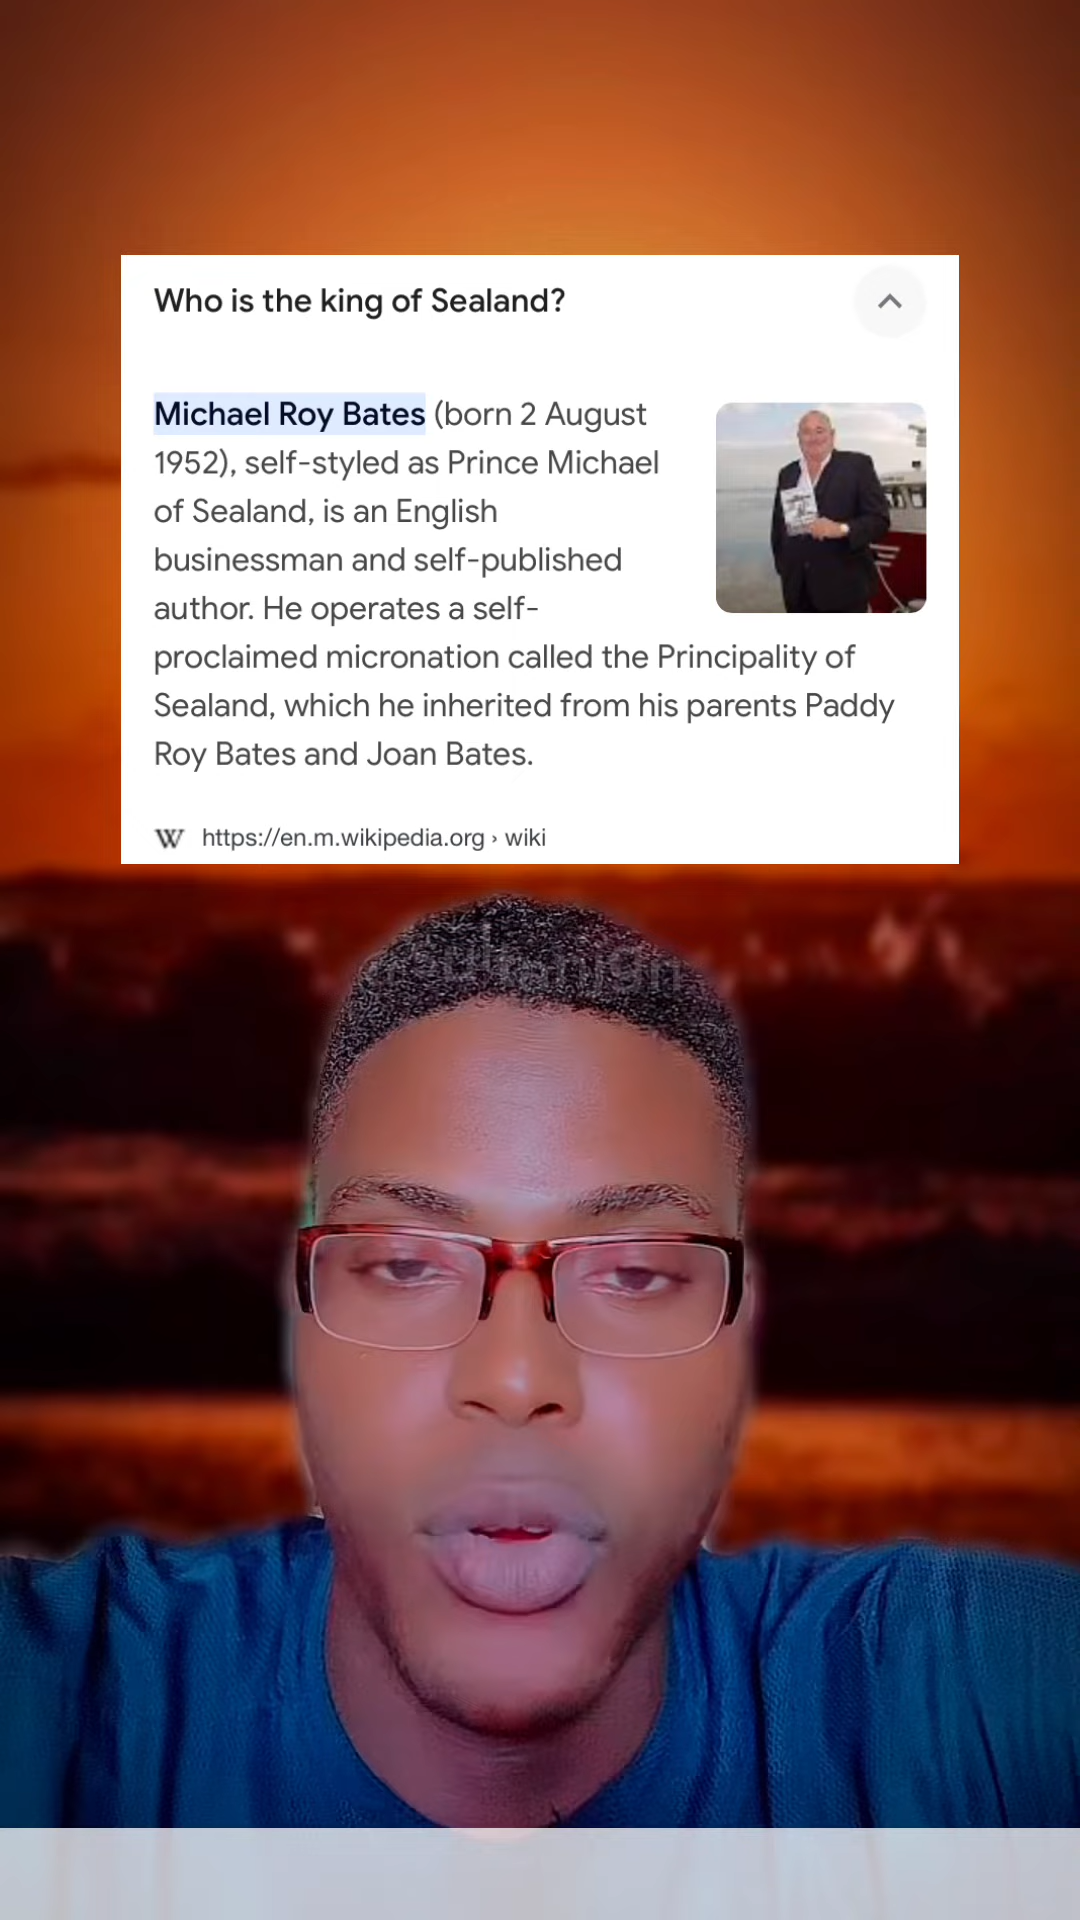 Who is the king of Sealand?
Michael Roy Bates (born 2 August
1952), self-styled as Prince Michael
of Sealand, is an English
businessman and self-published
author. He operates a self-
proclaimed micronation called the Principality of
Sealand, which he inherited from his parents Paddy
Roy Bates and Joan Bates.
W https://en.m.wikipedia.org › wiki